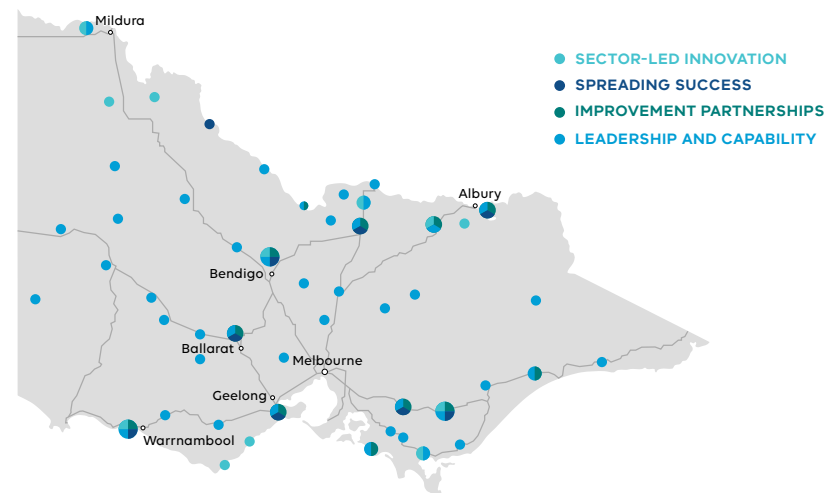 Mildura
SECTOR-LED INNOVATION
SPREADING SUCCESS
IMPROVEMENT PARTNERSHIPS
LEADERSHIP AND CAPABILITY
Albury
Bendigo
Ballarat
Melbourne
Geelong
Warrnambool